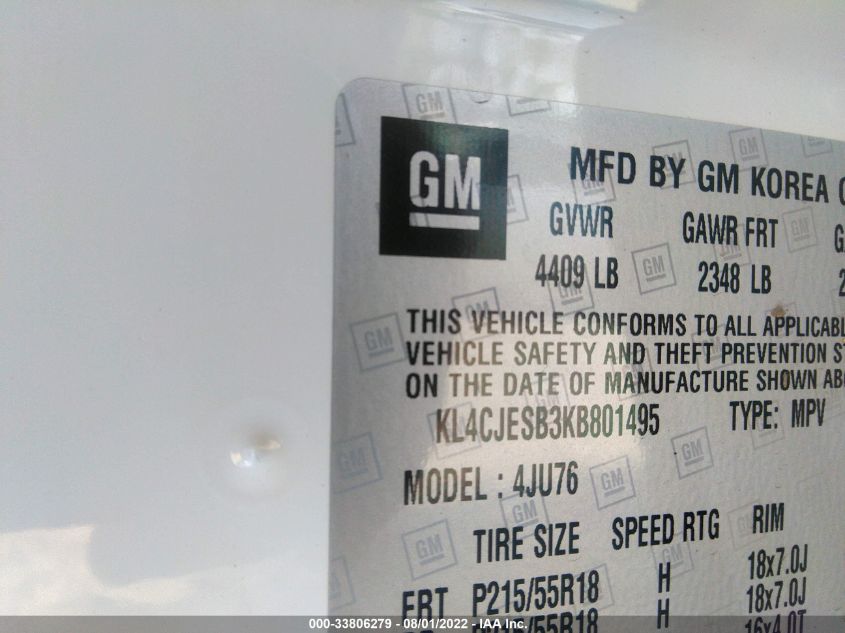 GM
MFD BY GM KOREA
GVWR GAWR FRT
4409 LB 2348 LB
THIS VEHICLE CONFORMS TO ALL
VEHICLE SAFETY AND THEFT PREVENTION
ON THE DATE OF MANUFACTURE SHOWN
KL4CJESB3KB801495 TYPE: MPV
MODEL : 4JU76
TIRE SIZE SPEED RTG RIM
FRT P215/55R18 H 18x7.0J
H 18x7.0J
000-33806279 - 08/01/2022 - IAA Inc.